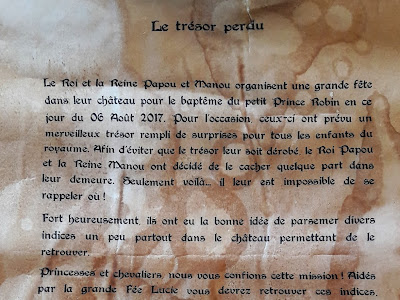 Le trésor perdu
Le Roi et la Reine Papou et Manou organisent une grande fête
dans leur château pour le baptême du petit Prince Robin en ce
jour du 06 Août 2017. Pour l'occasion, ceux-ci ont prévu un
merveilleux trésor rempli de surprises pour tous les enfants du
royaume. Afin d'éviter que le trésor leur soit dérobé, le Roi Papou
et la Reine Manou ont décidé de le cacher quelque part dans
leur demeure. Seulement voilà... il leur est impossible de se
rappeler où !
Fort heureusement, ils ont eu la bonne idée de parsemer divers
indices un peu partout dans le château permettant de le
retrouver.
Princesses et chevaliers, nous vous confions cette mission ! Aidés
par la grande Fée Lucie vous devrez retrouver ces indices,